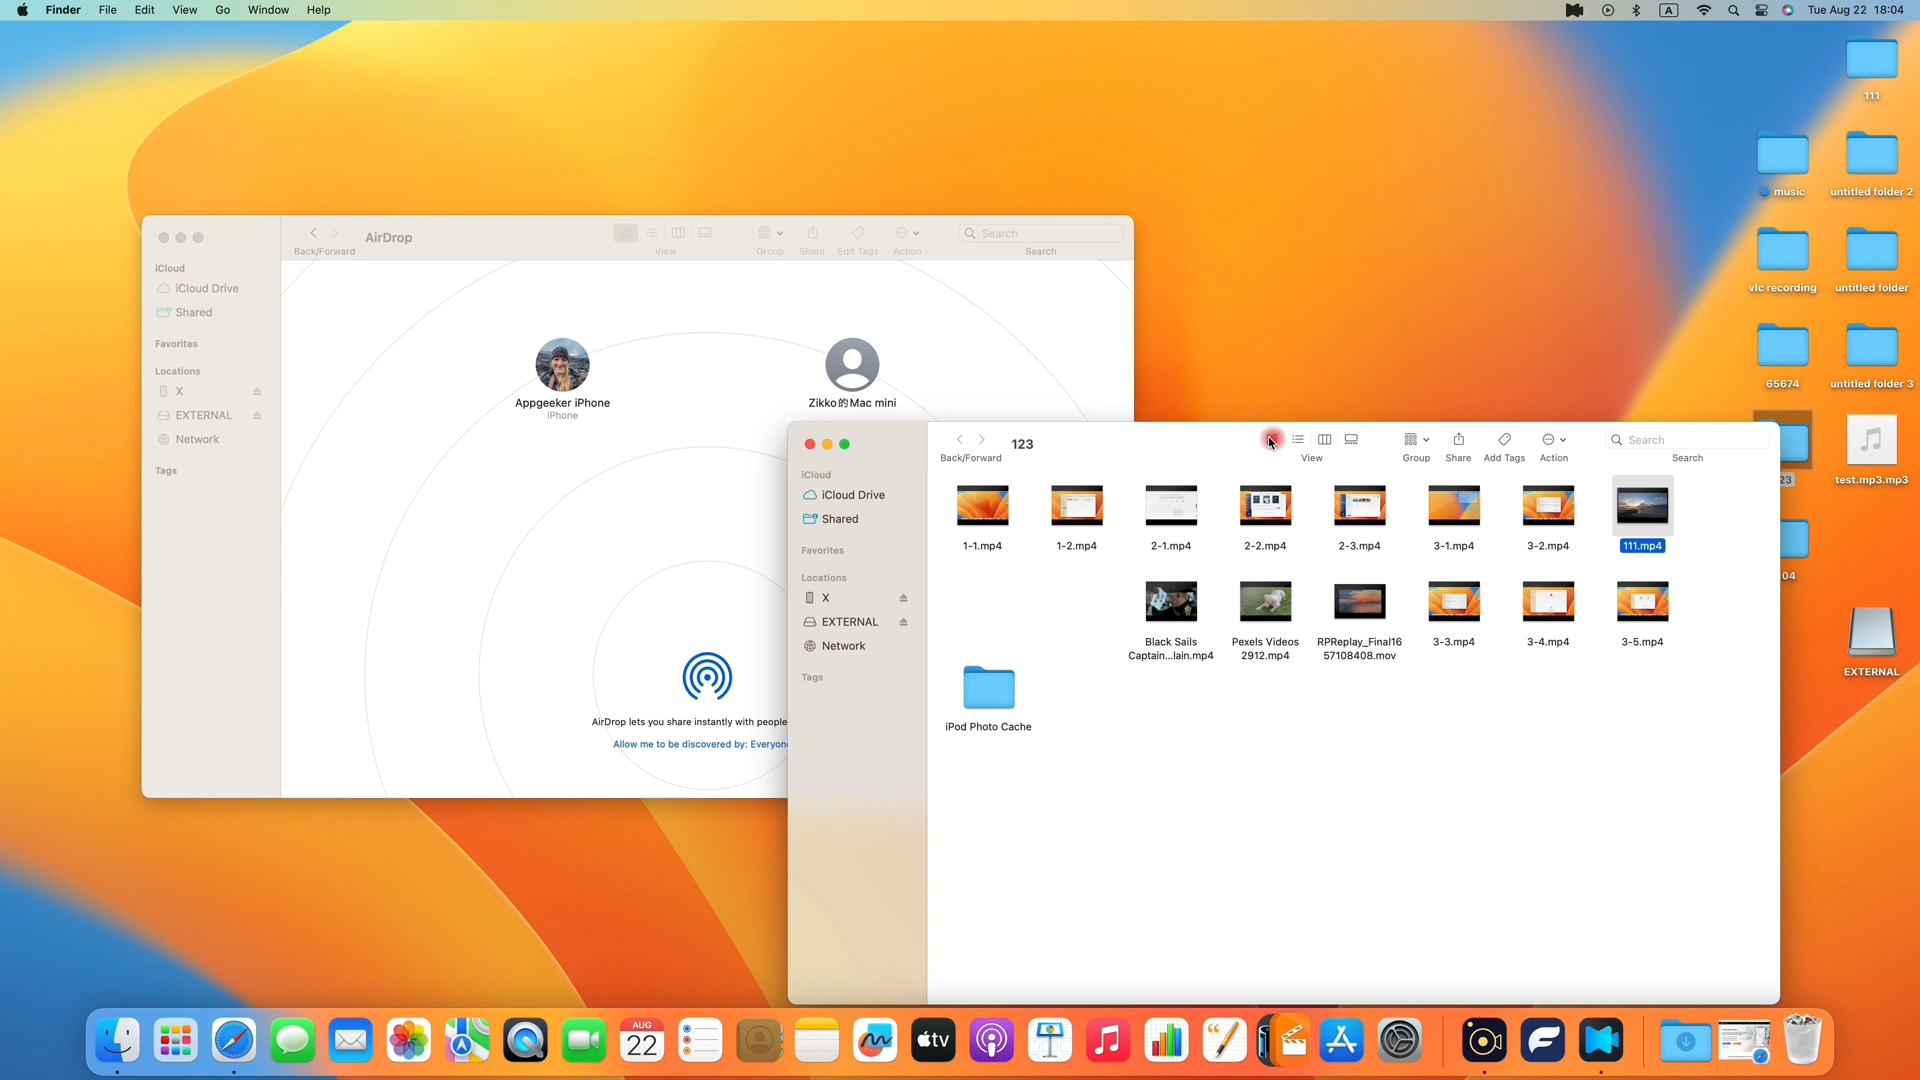 Finder File Edit View Go Window Help
A
Tue Aug 22 18:04
111
music
untitled folder 2
vlc recording
untitled folder
65674
untitled folder 3
23
test.mp3.mp3
04
EXTERNAL
AirDrop
Back/Forward
View
Group
Share
Edit Tags
Action
Search
Search
iCloud
iCloud Drive
Shared
Favorites
Locations
X
EXTERNAL
Network
Tags
Appgeeker iPhone
iPhone
Zikko的Mac mini
AirDrop lets you share instantly with people
Allow me to be discovered by: Everyone
123
Back/Forward
View
Group
Share
Add Tags
Action
Search
Search
iCloud
iCloud Drive
Shared
Favorites
Locations
X
EXTERNAL
Network
Tags
1-1.mp4
1-2.mp4
2-1.mp4
2-2.mp4
2-3.mp4
3-1.mp4
3-2.mp4
111.mp4
Black Sails
Captain...lain.mp4
Pexels Videos
2912.mp4
RPReplay_Final16
57108408.mov
3-3.mp4
3-4.mp4
3-5.mp4
iPod Photo Cache
AUG
22
tv